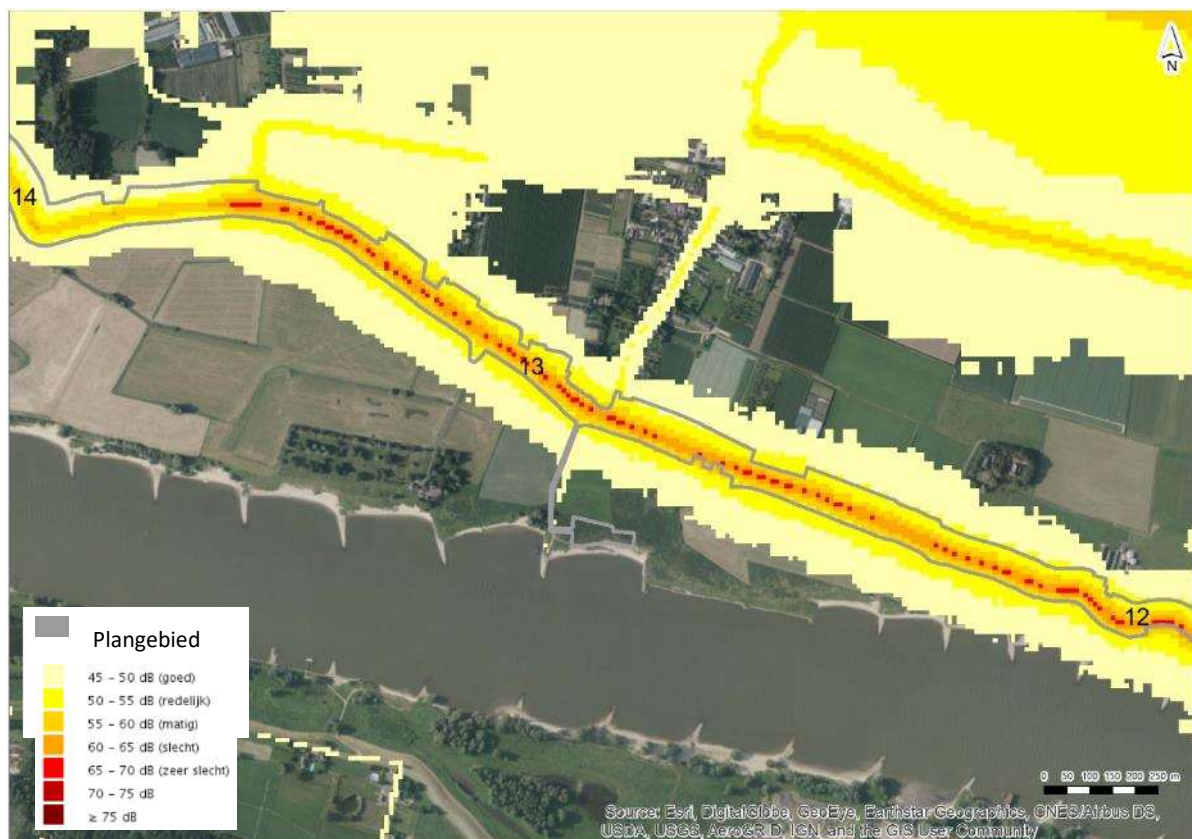 N
14
13
12
Plangebied
45 - 50 dB (goed)
50 - 55 dB (redelijk)
55 - 60 dB (matig)
60 - 65 dB (slecht)
65 - 70 dB (zeer slecht)
70 - 75 dB
≥ 75 dB
0 50 100 150 200 250 m
Source: Esri, DigitalGlobe, GeoEye, Earthstar Geographics, CNES/Airbus DS,
USDA, USGS, AeroGRID, IGN, and the GIS User Community